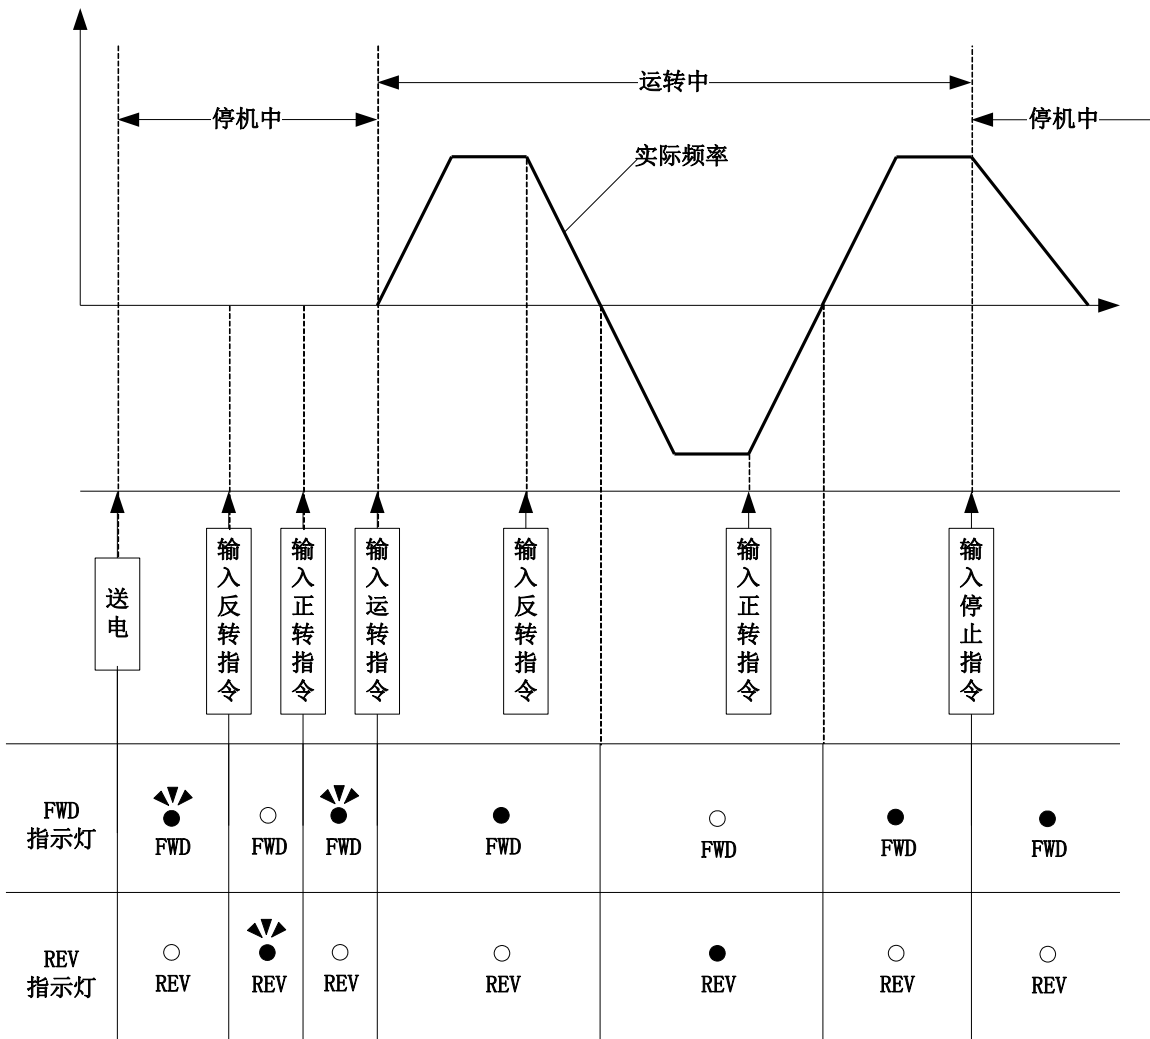 运转中
停机中
停机中
实际频率
送电
输入反转指令
输入正转指令
输入运转指令
输入反转指令
输入正转指令
输入停止指令
FWD
指示灯
FWD
FWD
FWD
FWD
FWD
FWD
FWD
REV
指示灯
REV
REV
REV
REV
REV
REV
REV